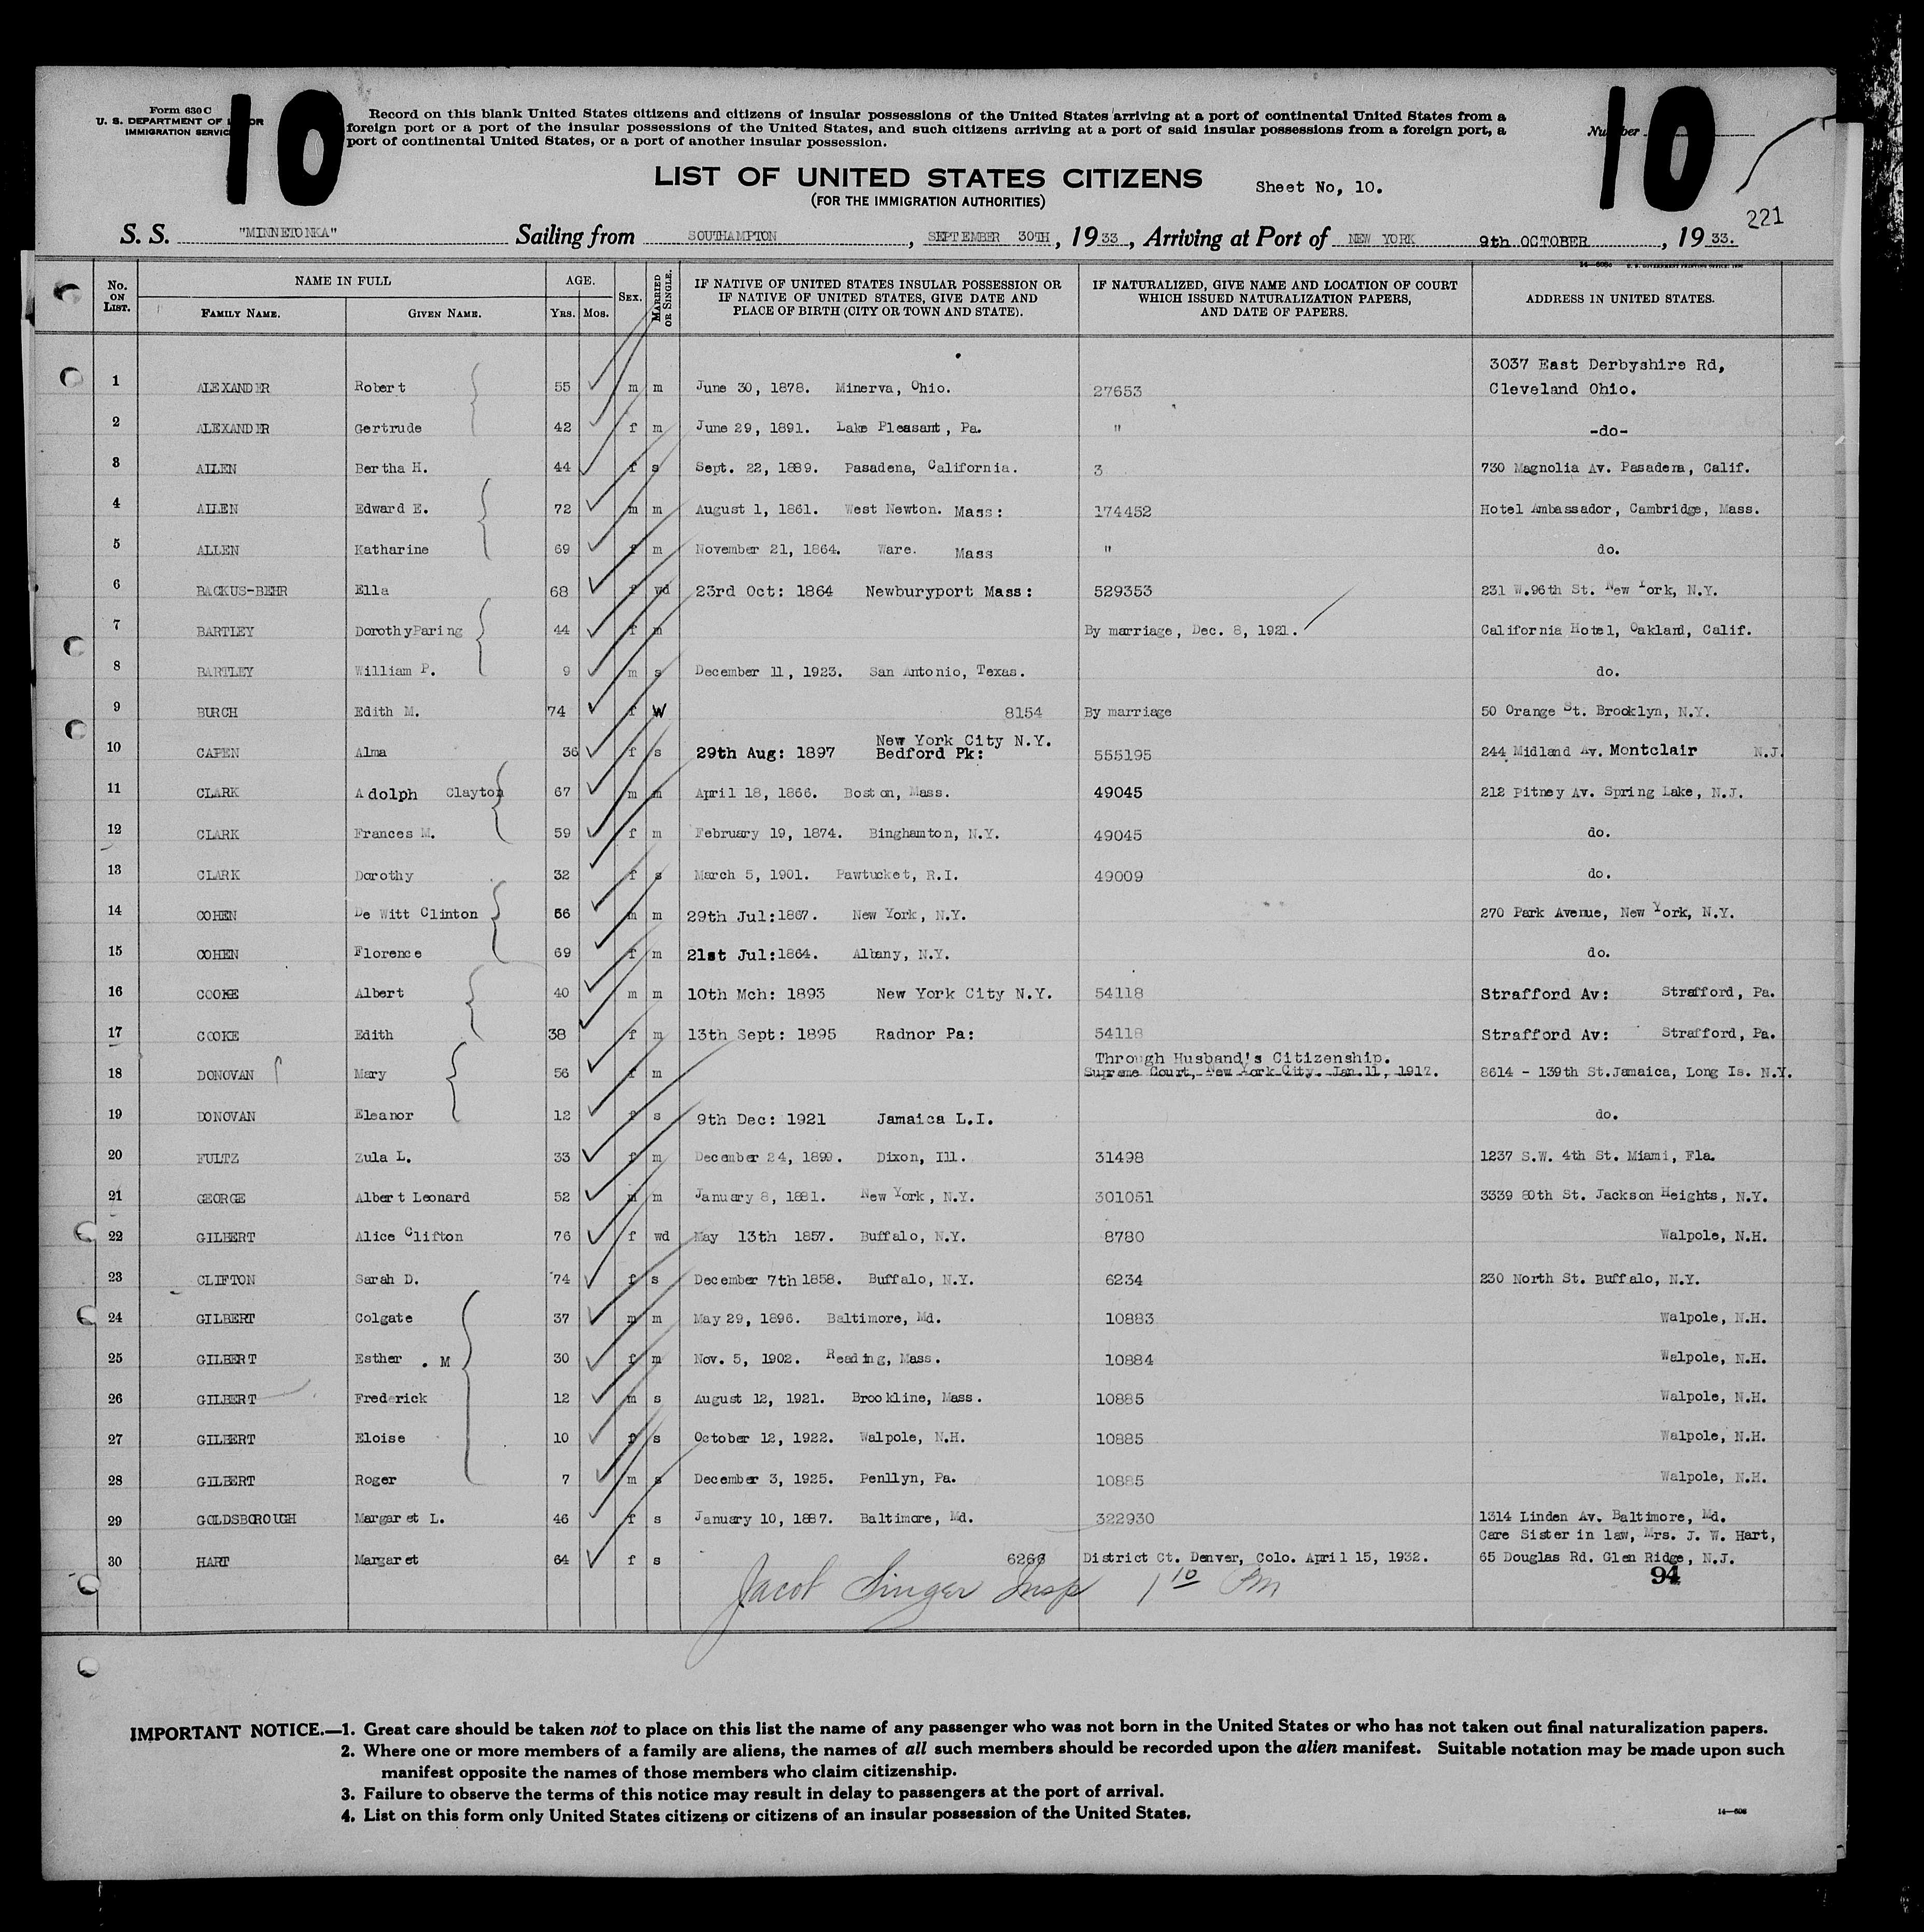 Form 630 C
U. S. DEPARTMENT OF LABOR
IMMIGRATION SERVICE
10
Record on this blank United States citizens and citizens of insular possessions of the United States arriving at a port of continental United States from a
foreign port or a port of the insular possessions of the United States, and such citizens arriving at a port of said insular possessions from a foreign port, a
port of continental United States, or a port of another insular possession.
Number
10
LIST OF UNITED STATES CITIZENS Sheet No, 10.
(FOR THE IMMIGRATION AUTHORITIES)
221
S. S. "MINNETONKA" Sailing from SOUTHAMPTON, SEPTEMBER 30TH, 1933, Arriving at Port of NEW YORK 9th OCTOBER, 1933.
No. ON LIST. NAME IN FULL FAMILY NAME. GIVEN NAME. AGE. YRS. MOS. SEX. MARRIED OR SINGLE. IF NATIVE OF UNITED STATES INSULAR POSSESSION OR IF NATIVE OF UNITED STATES, GIVE DATE AND PLACE OF BIRTH (CITY OR TOWN AND STATE). IF NATURALIZED, GIVE NAME AND LOCATION OF COURT WHICH ISSUED NATURALIZATION PAPERS, AND DATE OF PAPERS. ADDRESS IN UNITED STATES.
3037 East Derbyshire Rd,
1 ALEXANDER Robert 55 m m June 30, 1878. Minerva, Ohio. 27653 Cleveland Ohio.
2 ALEXANDER Gertrude 42 f m June 29, 1891. Lake Pleasant, Pa. " -do-
3 ALLEN Bertha H. 44 f s Sept. 22, 1889. Pasadena, California. 3 730 Magnolia Av. Pasadena, Calif.
4 ALLEN Edward E. 72 m m August 1, 1861. West Newton. Mass: 174452 Hotel Ambassador, Cambridge, Mass.
5 ALLEN Katharine 69 f m November 21, 1864. Ware. Mass " do.
6 BACKUS-BEHR Ella 68 f wd 23rd Oct: 1864 Newburyport Mass: 529353 231 W.96th St. New York, N.Y.
7 BARTLEY DorothyParing 44 f m By marriage, Dec. 8, 1921. California Hotel, Oakland, Calif.
8 BARTLEY William P. 9 m s December 11, 1923. San Antonio, Texas. do.
9 BURCH Edith M. 74 f W 8154 By marriage 50 Orange St. Brooklyn, N.Y.
New York City N.Y.
10 CAPEN Alma 36 f s 29th Aug: 1897 Bedford Pk: 555195 244 Midland Av. Montclair N.J.
11 CLARK Adolph Clayton 67 m m April 18, 1866. Boston, Mass. 49045 212 Pitney Av. Spring Lake, N.J.
12 CLARK Frances M. 59 f m February 19, 1874. Binghamton, N.Y. 49045 do.
13 CLARK Dorothy 32 f s March 5, 1901. Pawtucket, R.I. 49009 do.
14 COHEN De Witt Clinton 66 m m 29th Jul:1867. New York, N.Y. 270 Park Avenue, New York, N.Y.
15 COHEN Florence 69 f m 21st Jul:1864. Albany, N.Y. do.
16 COOKE Albert 40 m m 10th Mch: 1893 New York City N.Y. 54118 Strafford Av: Strafford, Pa.
17 COOKE Edith 38 f m 13th Sept: 1895 Radnor Pa: 54118 Strafford Av: Strafford, Pa.
Through Husband's Citizenship.
18 DONOVAN Mary 56 f m Supreme Court, New York City. Jan.11, 1912. 8614 - 139th St.Jamaica, Long Is. N.Y.
19 DONOVAN Eleanor 12 f s 9th Dec: 1921 Jamaica L.I. do.
20 FULTZ Zula L. 33 f m December 24, 1899. Dixon, Ill. 31498 1237 S.W. 4th St. Miami, Fla.
21 GEORGE Albert Leonard 52 m m January 8, 1881. New York, N.Y. 301051 3339 80th St. Jackson Heights, N.Y.
22 GILBERT Alice Clifton 76 f wd May 13th 1857. Buffalo, N.Y. 8780 Walpole, N.H.
23 CLIFTON Sarah D. 74 f s December 7th 1858. Buffalo, N.Y. 6234 230 North St. Buffalo, N.Y.
24 GILBERT Colgate 37 m m May 29, 1896. Baltimore, Md. 10883 Walpole, N.H.
25 GILBERT Esther . M 30 f m Nov. 5, 1902. Reading, Mass. 10884 Walpole, N.H.
26 GILBERT Frederick 12 m s August 12, 1921. Brookline, Mass. 10885 Walpole, N.H.
27 GILBERT Eloise 10 f s October 12, 1922. Walpole, N.H. 10885 Walpole, N.H.
28 GILBERT Roger 7 m s December 3, 1925. Penllyn, Pa. 10885 Walpole, N.H.
29 GOLDSBOROUGH Margaret L. 46 f s January 10, 1887. Baltimore, Md. 322930 1314 Linden Av. Baltimore, Md.
Care Sister in law, Mrs. J. W. Hart,
30 HART Margaret 64 f s 6266 District Ct. Denver, Colo. April 15, 1932. 65 Douglas Rd. Glen Ridge, N.J.
94
Jacob Singer Insp 1 10 Pm
IMPORTANT NOTICE.—1. Great care should be taken not to place on this list the name of any passenger who was not born in the United States or who has not taken out final naturalization papers.
2. Where one or more members of a family are aliens, the names of all such members should be recorded upon the alien manifest. Suitable notation may be made upon such
manifest opposite the names of those members who claim citizenship.
3. Failure to observe the terms of this notice may result in delay to passengers at the port of arrival.
4. List on this form only United States citizens or citizens of an insular possession of the United States.